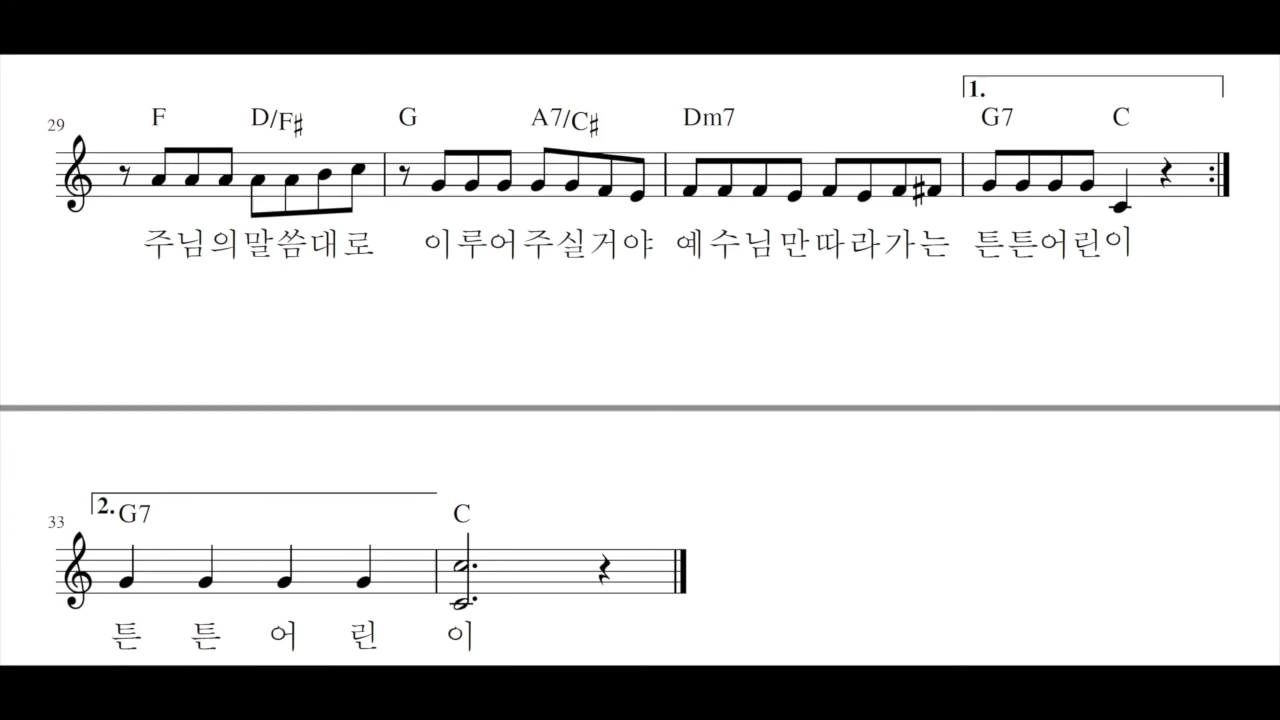 1.
29 F D/F♯ G A7/C♯ Dm7 G7 C
주님의말씀대로 이루어주실거야 예수님만따라가는 튼튼어린이
2.
33 G7 C
튼 튼 어 린 이